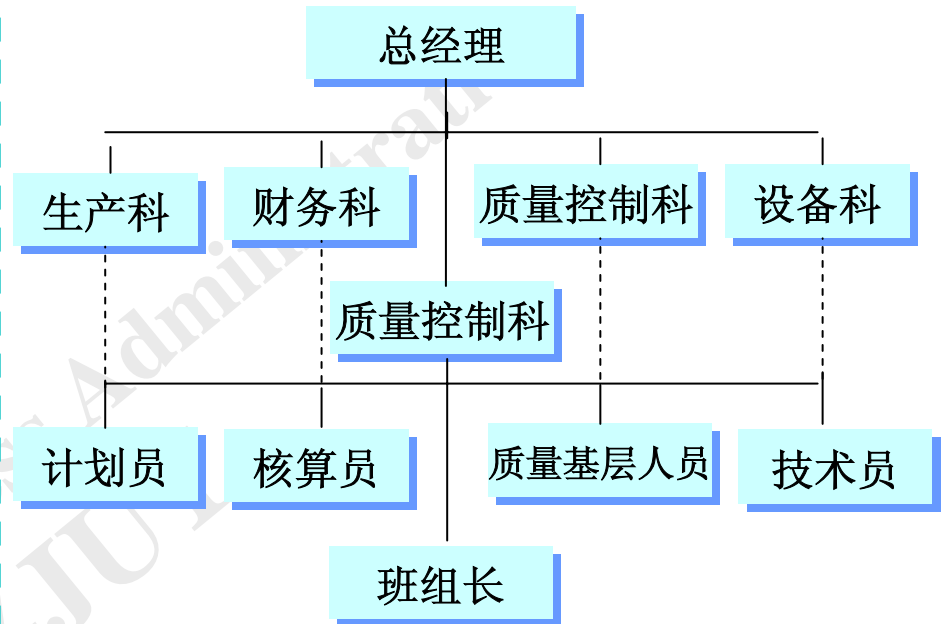 总经理
生产科
财务科
质量控制科
设备科
质量控制科
计划员
核算员
质量基层人员
技术员
班组长